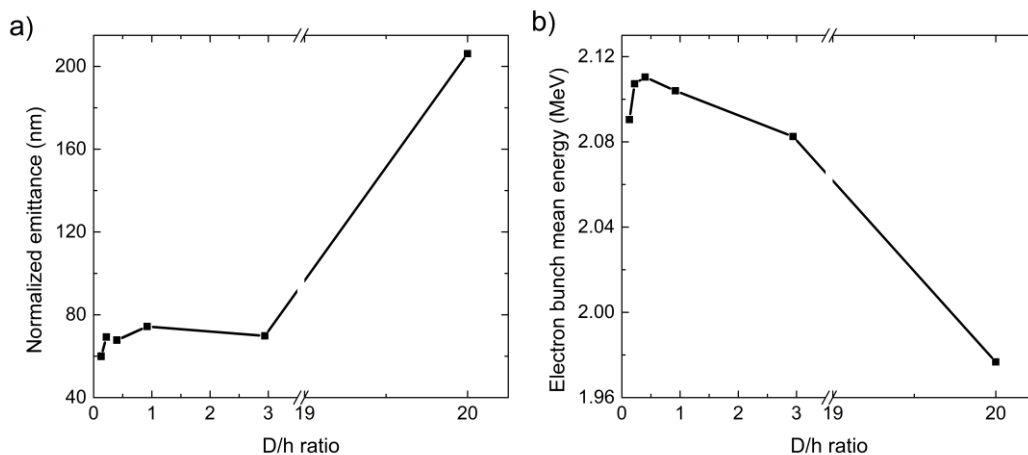 a)
Normalized emittance (nm)
200
160
120
80
40
0 1 2 3 19 20
D/h ratio
b)
Electron bunch mean energy (MeV)
2.12
2.08
2.04
2.00
1.96
0 1 2 3 19 20
D/h ratio